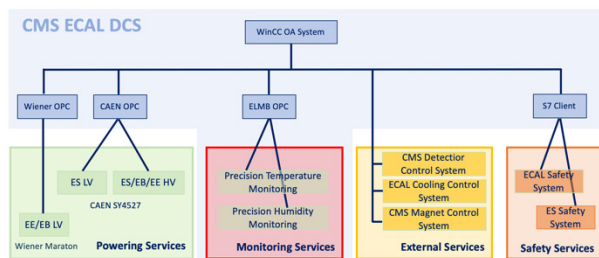 CMS ECAL DCS
WinCC OA System
Wiener OPC
CAEN OPC
ELMB OPC
S7 Client
ES LV
ES/EB/EE HV
CAEN SY4527
EE/EB LV
Wiener Maraton
Powering Services
Precision Temperature
Monitoring
Precision Humidity
Monitoring
Monitoring Services
CMS Detectior
Control System
ECAL Cooling Control
System
CMS Magnet Control
System
External Services
ECAL Safety
System
ES Safety
System
Safety Services